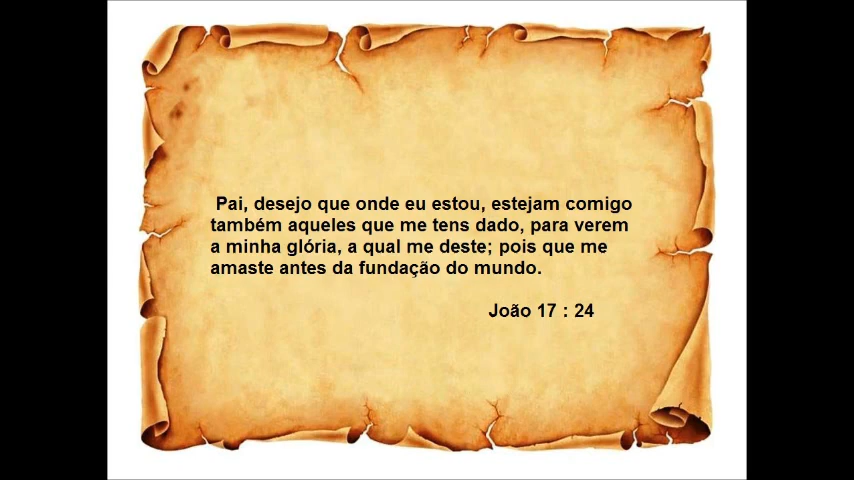 Pai, desejo que onde eu estou, estejam comigo
também aqueles que me tens dado, para verem
a minha glória, a qual me deste; pois que me
amaste antes da fundação do mundo.
João 17 : 24